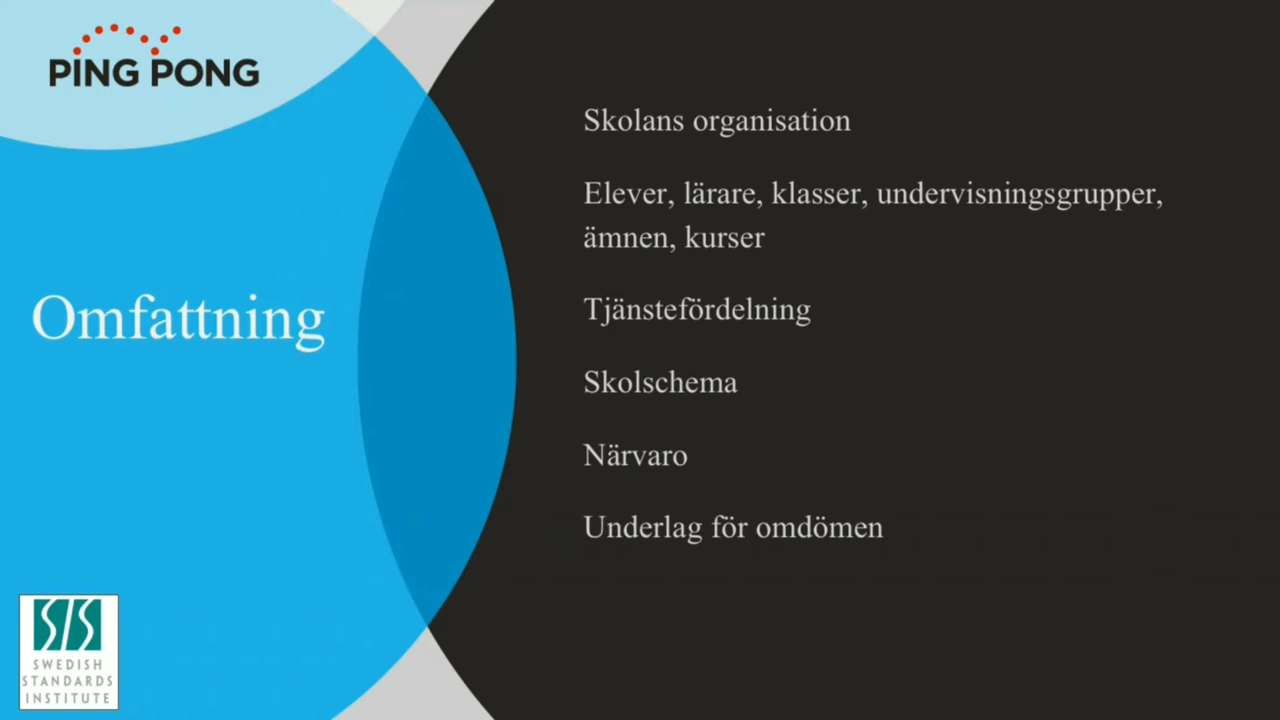 PING PONG
Omfattning
Skolans organisation
Elever, lärare, klasser, undervisningsgrupper,
ämnen, kurser
Tjänstefördelning
Skolschema
Närvaro
Underlag för omdömen
SIS
SWEDISH
STANDARDS
INSTITUTE